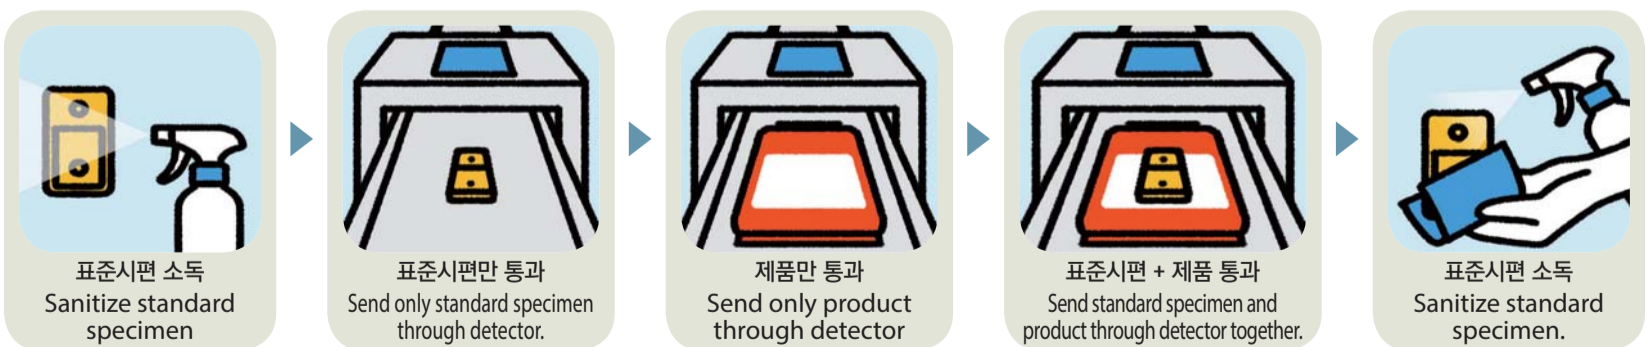 표준시편 소독
Sanitize standard
specimen
표준시편만 통과
Send only standard specimen
through detector.
제품만 통과
Send only product
through detector
표준시편 + 제품 통과
Send standard specimen and
product through detector together.
표준시편 소독
Sanitize standard
specimen.